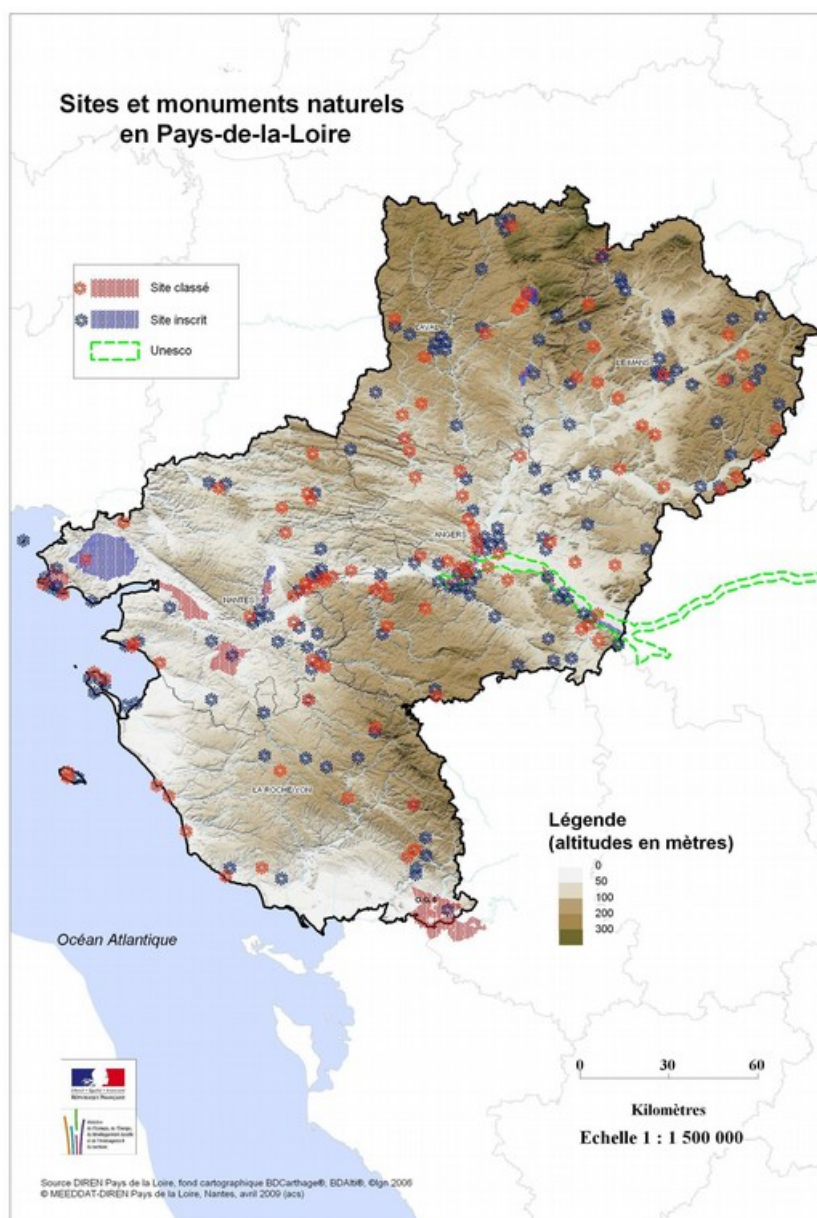 Sites et monuments naturels
en Pays-de-la-Loire
Site classé
Site inscrit
Unesco
LAVAL
LE MANS
ANGERS
NANTES
LA ROCHE/YON
Légende
(altitudes en mètres)
0
50
100
200
300
Océan Atlantique
0 30 60
Kilomètres
Echelle 1 : 1 500 000
RÉPUBLIQUE FRANÇAISE
Source DIREN Pays de la Loire, fond cartographique BDCarthage®, BDAlti®, ©Ign 2006
© MEEDDAT-DIREN Pays de la Loire, Nantes, avril 2009 (acs)